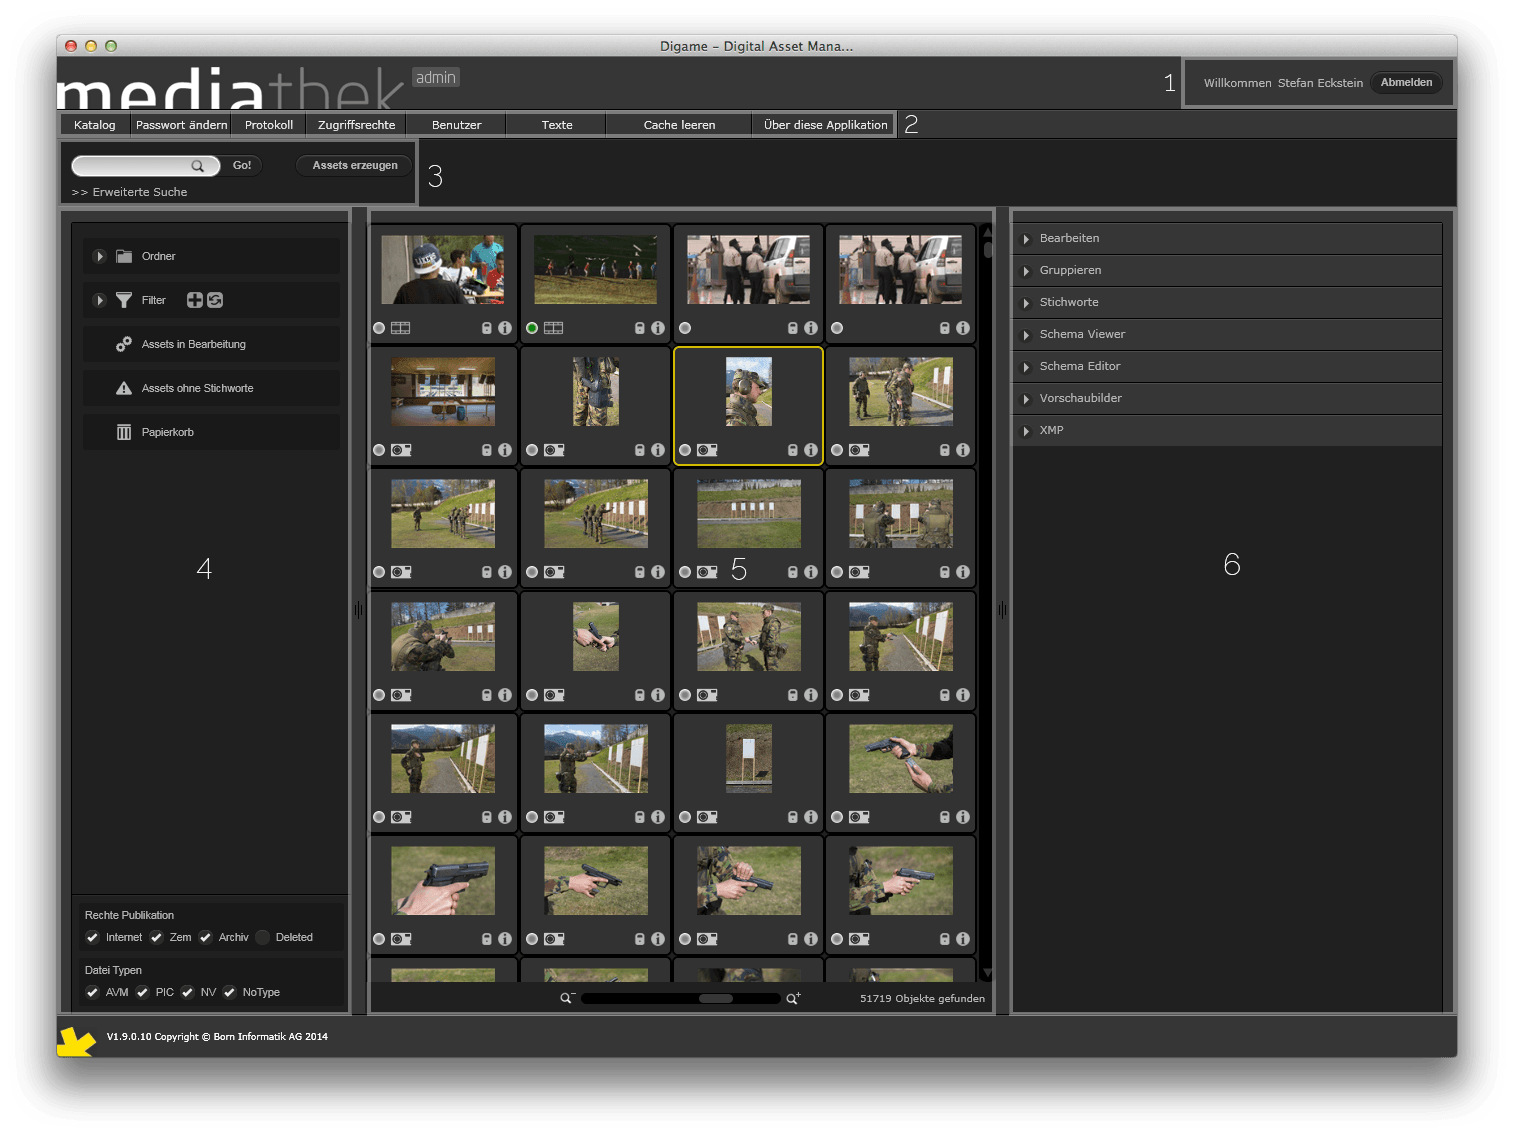 Digame – Digital Asset Mana...
mediathek admin
1
Willkommen Stefan Eckstein Abmelden
Katalog Passwort ändern Protokoll Zugriffsrechte Benutzer Texte Cache leeren Über diese Applikation 2
Go! Assets erzeugen
3
>> Erweiterte Suche
Ordner
Filter
Assets in Bearbeitung
Assets ohne Stichworte
Papierkorb
4
Rechte Publikation
Internet Zem Archiv Deleted
Datei Typen
AVM PIC NV NoType
5
51719 Objekte gefunden
Bearbeiten
Gruppieren
Stichworte
Schema Viewer
Schema Editor
Vorschaubilder
XMP
6
V1.9.0.10 Copyright © Born Informatik AG 2014